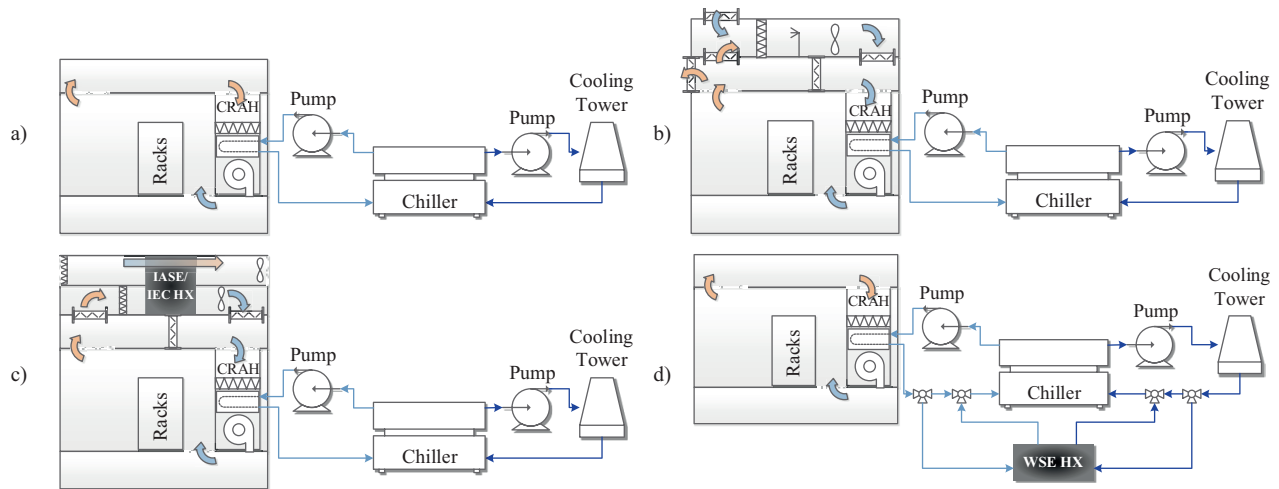 a)
Racks
CRAH
Pump
Chiller
Pump
Cooling
Tower
b)
Racks
CRAH
Pump
Chiller
Pump
Cooling
Tower
c)
IASE/
IEC HX
Racks
CRAH
Pump
Chiller
Pump
Cooling
Tower
d)
Racks
CRAH
Pump
Chiller
Pump
Cooling
Tower
WSE HX